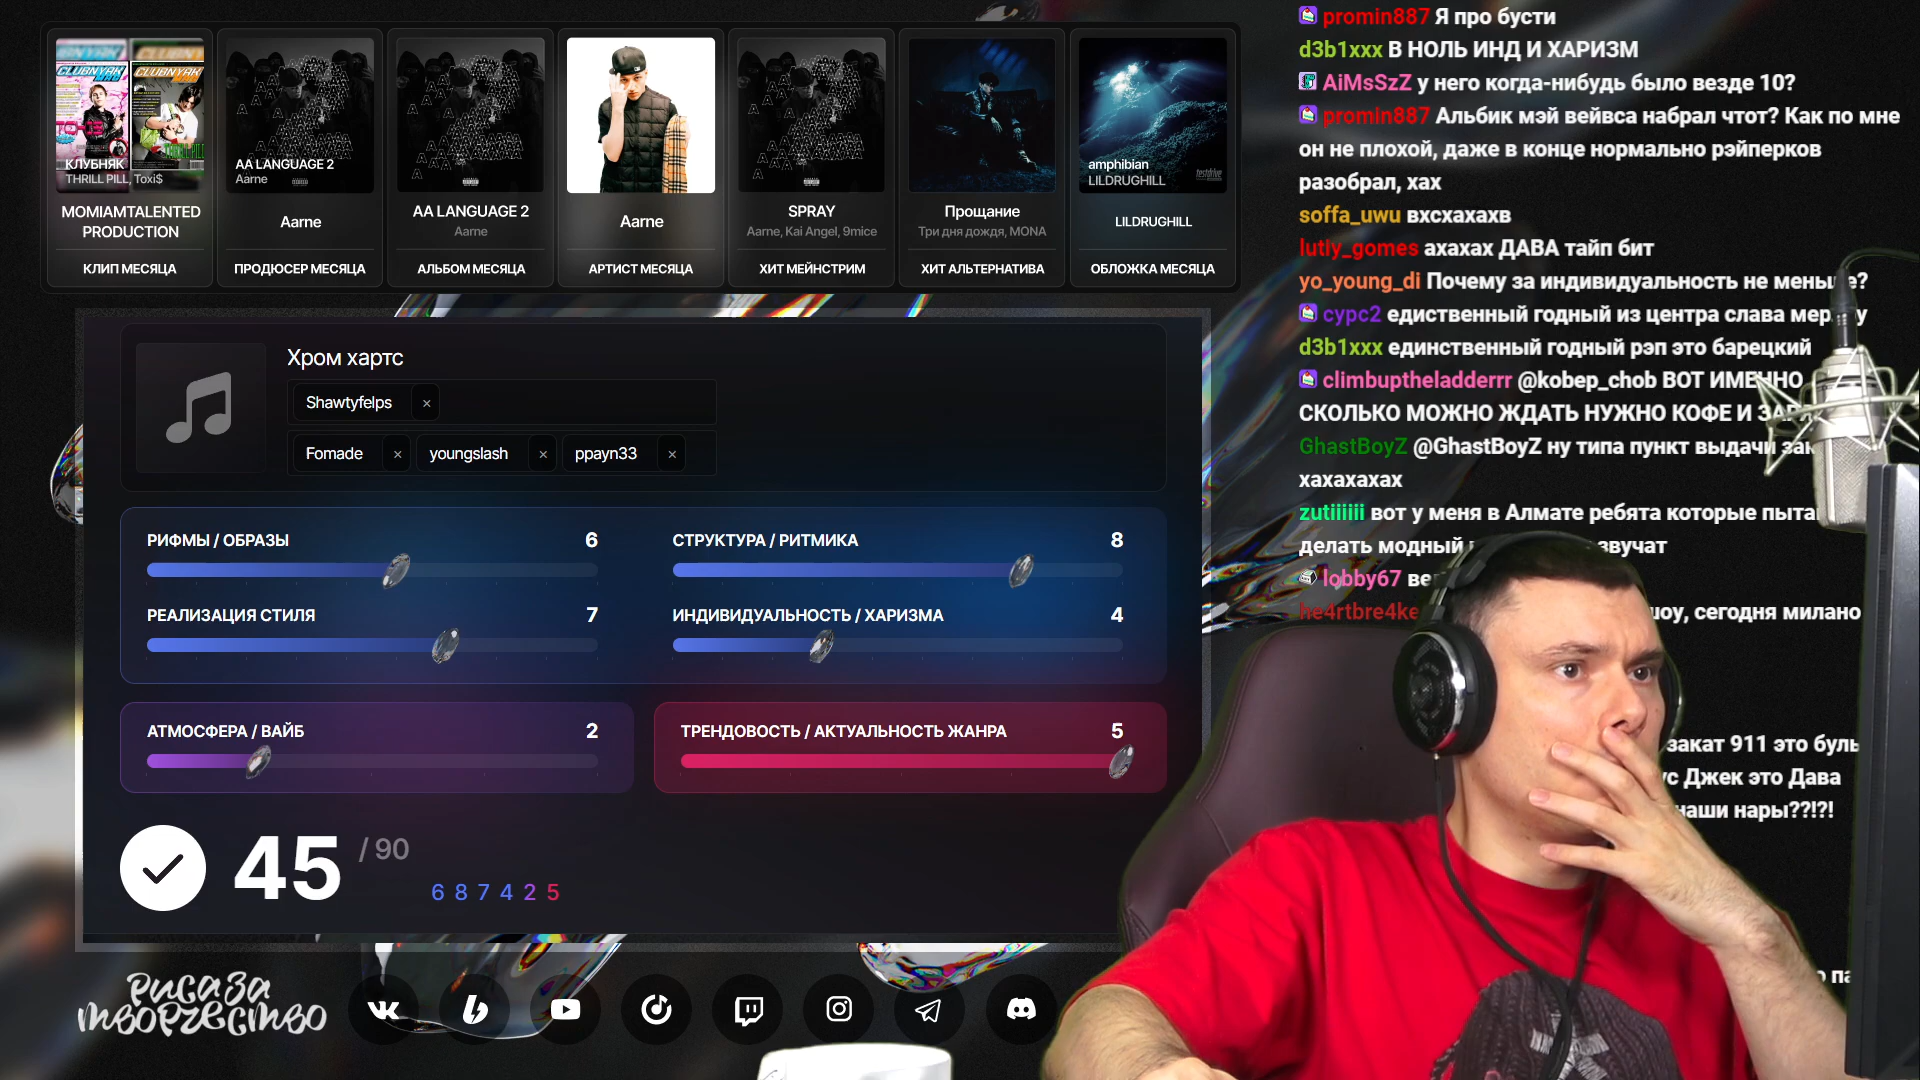 CLUBNYAK
CLUBNYAK
КЛУБНЯК
THRILL PILL, Toxi$
MOMIAMTALENTED
PRODUCTION
КЛИП МЕСЯЦА
AA LANGUAGE 2
Aarne
Aarne
ПРОДЮСЕР МЕСЯЦА
AA LANGUAGE 2
Aarne
АЛЬБОМ МЕСЯЦА
Aarne
АРТИСТ МЕСЯЦА
SPRAY
Aarne, Kai Angel, 9mice
ХИТ МЕЙНСТРИМ
Прощание
Три дня дождя, MONA
ХИТ АЛЬТЕРНАТИВА
amphibian
LILDRUGHILL
LILDRUGHILL
ОБЛОЖКА МЕСЯЦА
Хром хартс
Shawtyfelps ×
Fomade × youngslash × ppayn33 ×
РИФМЫ / ОБРАЗЫ 6
СТРУКТУРА / РИТМИКА 8
РЕАЛИЗАЦИЯ СТИЛЯ 7
ИНДИВИДУАЛЬНОСТЬ / ХАРИЗМА 4
АТМОСФЕРА / ВАЙБ 2
ТРЕНДОВОСТЬ / АКТУАЛЬНОСТЬ ЖАНРА 5
45 / 90
6 8 7 4 2 5
РИСАЗА
ТВОРЧЕСТВО
promin887 Я про бусти
d3b1xxx В НОЛЬ ИНД И ХАРИЗМ
AiMsSzZ у него когда-нибудь было везде 10?
promin887 Альбик мэй вейвса набрал чтот? Как по мне
он не плохой, даже в конце нормально рэйперков
разобрал, хах
soffa_uwu вхсхахахв
lutly_gomes ахахах ДАВА тайп бит
yo_young_di Почему за индивидуальность не меньше?
cypc2 едиственный годный из центра слава
d3b1xxx единственный годный рэп это барецкий
climbuptheladderrr @kobep_chob ВОТ ИМЕННО
СКОЛЬКО МОЖНО ЖДАТЬ НУЖНО КОФЕ И
GhastBoyZ @GhastBoyZ ну типа пункт выдачи
хахахахах
zutiiiiii вот у меня в Алмате ребята которые
делать модный звучат
lobby67
he4rtbre4ke сегодня милано
закат 911 это
Джек это Дава
наши нары??!?!